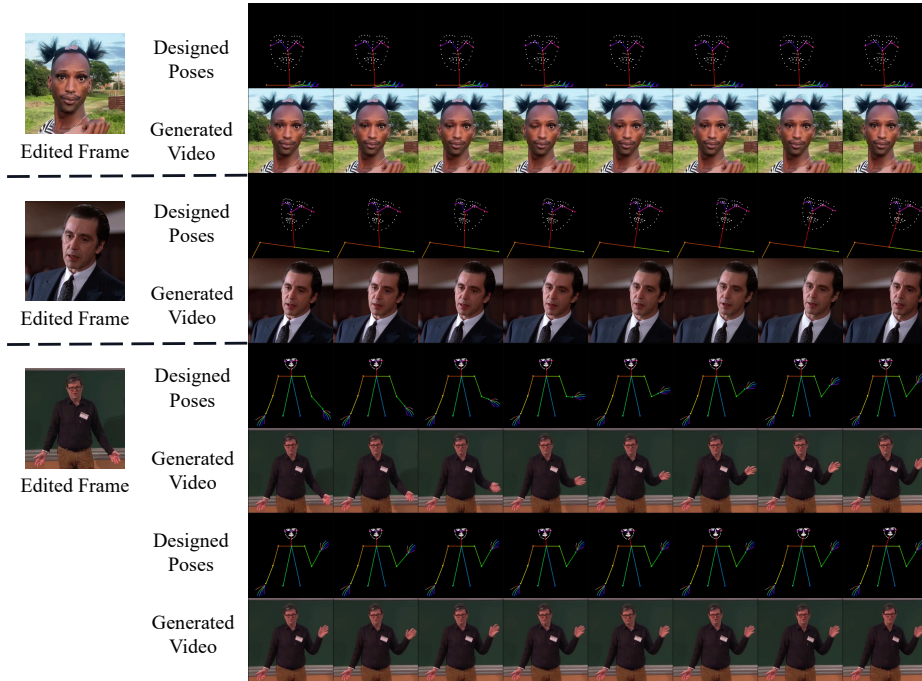 Designed
Poses
Generated
Video
Edited Frame
Designed
Poses
Generated
Video
Edited Frame
Designed
Poses
Generated
Video
Edited Frame
Designed
Poses
Generated
Video